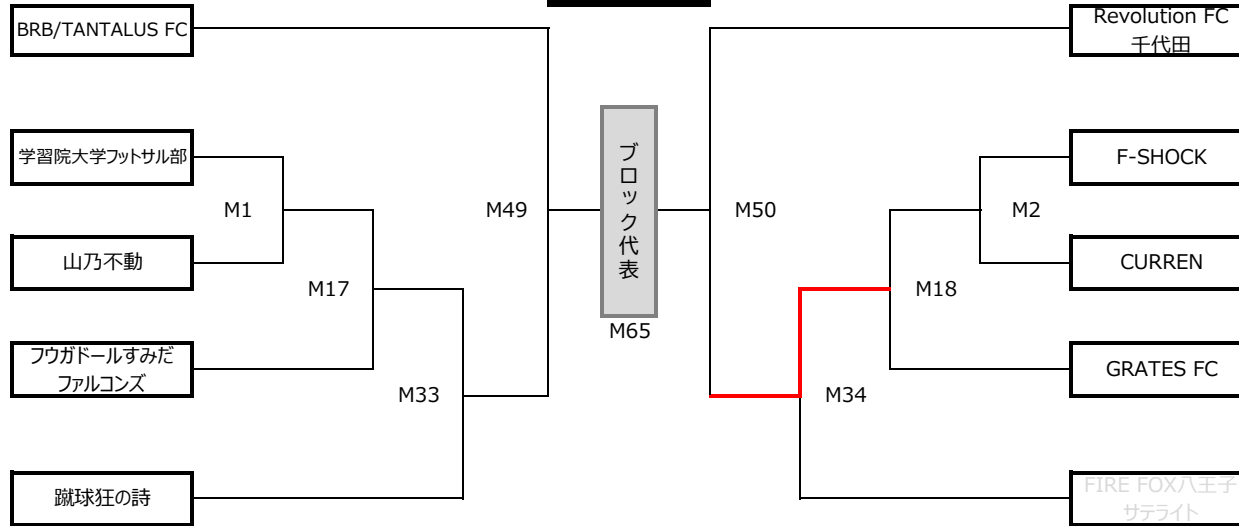 BRB/TANTALUS FC
Revolution FC
千代田
学習院大学フットサル部
F-SHOCK
M1
M49
ブロック代表
M50
M2
山乃不動
CURREN
M17
M18
M65
フウガドールすみだ
ファルコンズ
GRATES FC
M33
M34
蹴球狂の詩
FIRE FOX八王子
サテライト